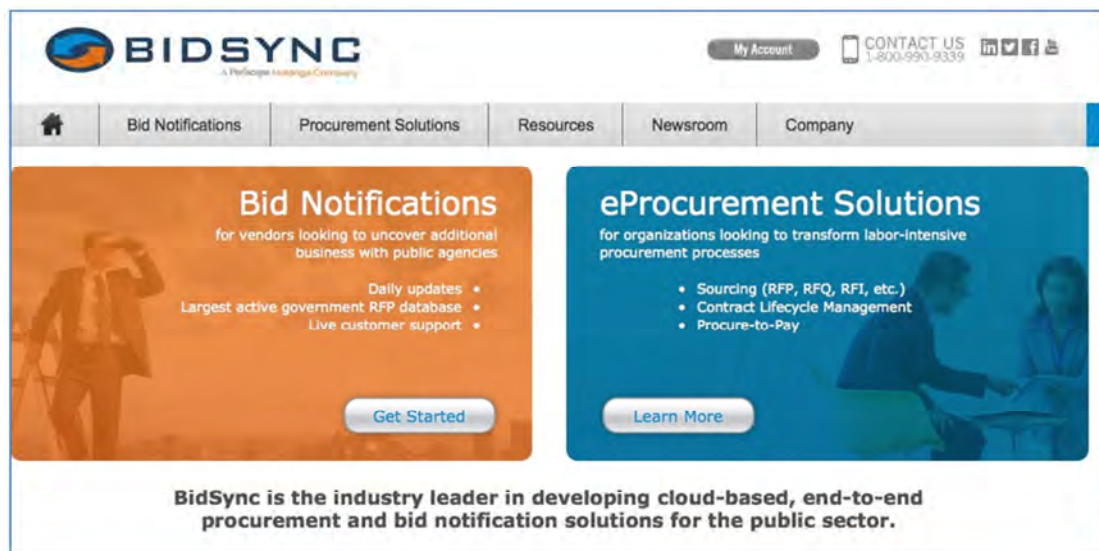 BIDSYNC
A Periscope Holdings Company
My Account
CONTACT US
1-800-990-9339
Bid Notifications
Procurement Solutions
Resources
Newsroom
Company
Bid Notifications
for vendors looking to uncover additional
business with public agencies
Daily updates •
Largest active government RFP database •
Live customer support •
Get Started
eProcurement Solutions
for organizations looking to transform labor-intensive
procurement processes
• Sourcing (RFP, RFQ, RFI, etc.)
• Contract Lifecycle Management
• Procure-to-Pay
Learn More
BidSync is the industry leader in developing cloud-based, end-to-end
procurement and bid notification solutions for the public sector.